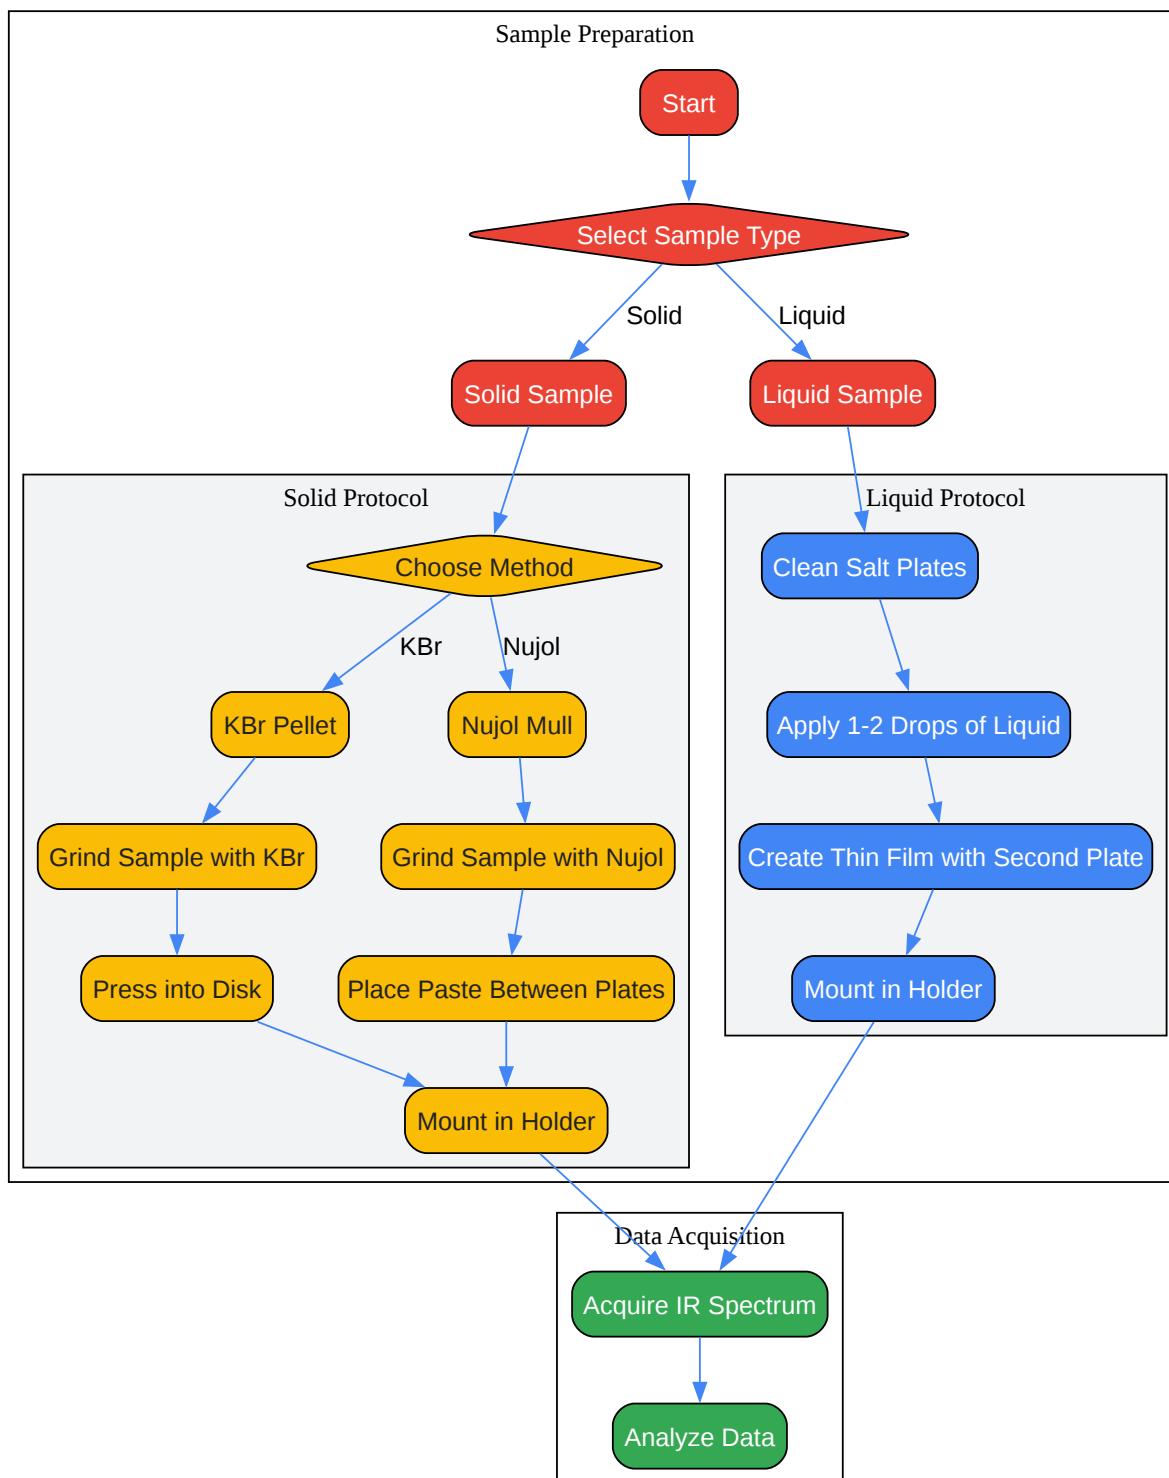 Sample Preparation
Start
Select Sample Type
Solid
Liquid
Solid Sample
Liquid Sample
Solid Protocol
Choose Method
KBr
Nujol
KBr Pellet
Nujol Mull
Grind Sample with KBr
Grind Sample with Nujol
Press into Disk
Place Paste Between Plates
Mount in Holder
Liquid Protocol
Clean Salt Plates
Apply 1-2 Drops of Liquid
Create Thin Film with Second Plate
Mount in Holder
Data Acquisition
Acquire IR Spectrum
Analyze Data